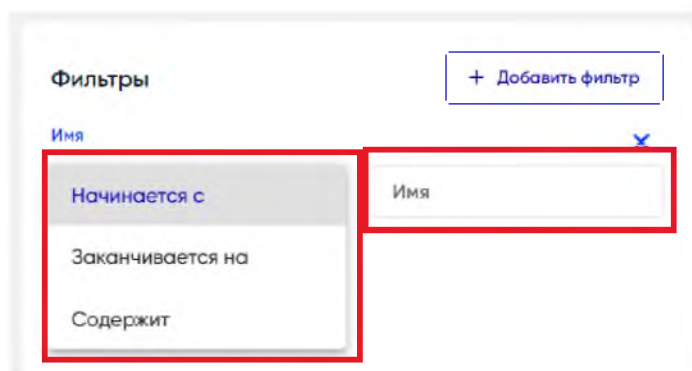 Фильтры
+ Добавить фильтр
Имя
Начинается с
Имя
Заканчивается на
Содержит